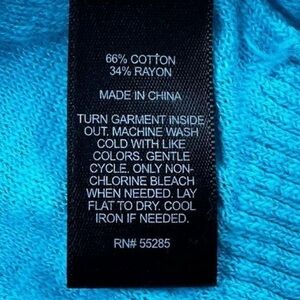 66% COTTON
34% RAYON
MADE IN CHINA
TURN GARMENT INSIDE
OUT. MACHINE WASH
COLD WITH LIKE
COLORS. GENTLE
CYCLE. ONLY NON-
CHLORINE BLEACH
WHEN NEEDED. LAY
FLAT TO DRY. COOL
IRON IF NEEDED.
RN# 55285